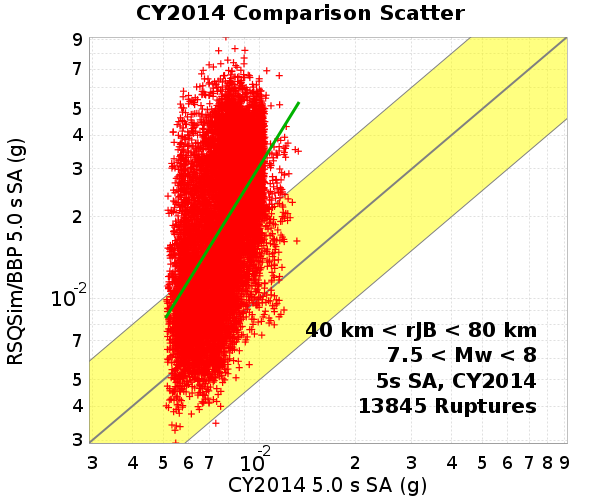 CY2014 Comparison Scatter
RSQSim/BBP 5.0 s SA (g)
9
7
5
4
3
2
10-2
7
5
4
3
40 km < rJB < 80 km
7.5 < Mw < 8
5s SA, CY2014
13845 Ruptures
3 4 5 6 7 10-2 2 3 4 5 6 7 8 9
CY2014 5.0 s SA (g)